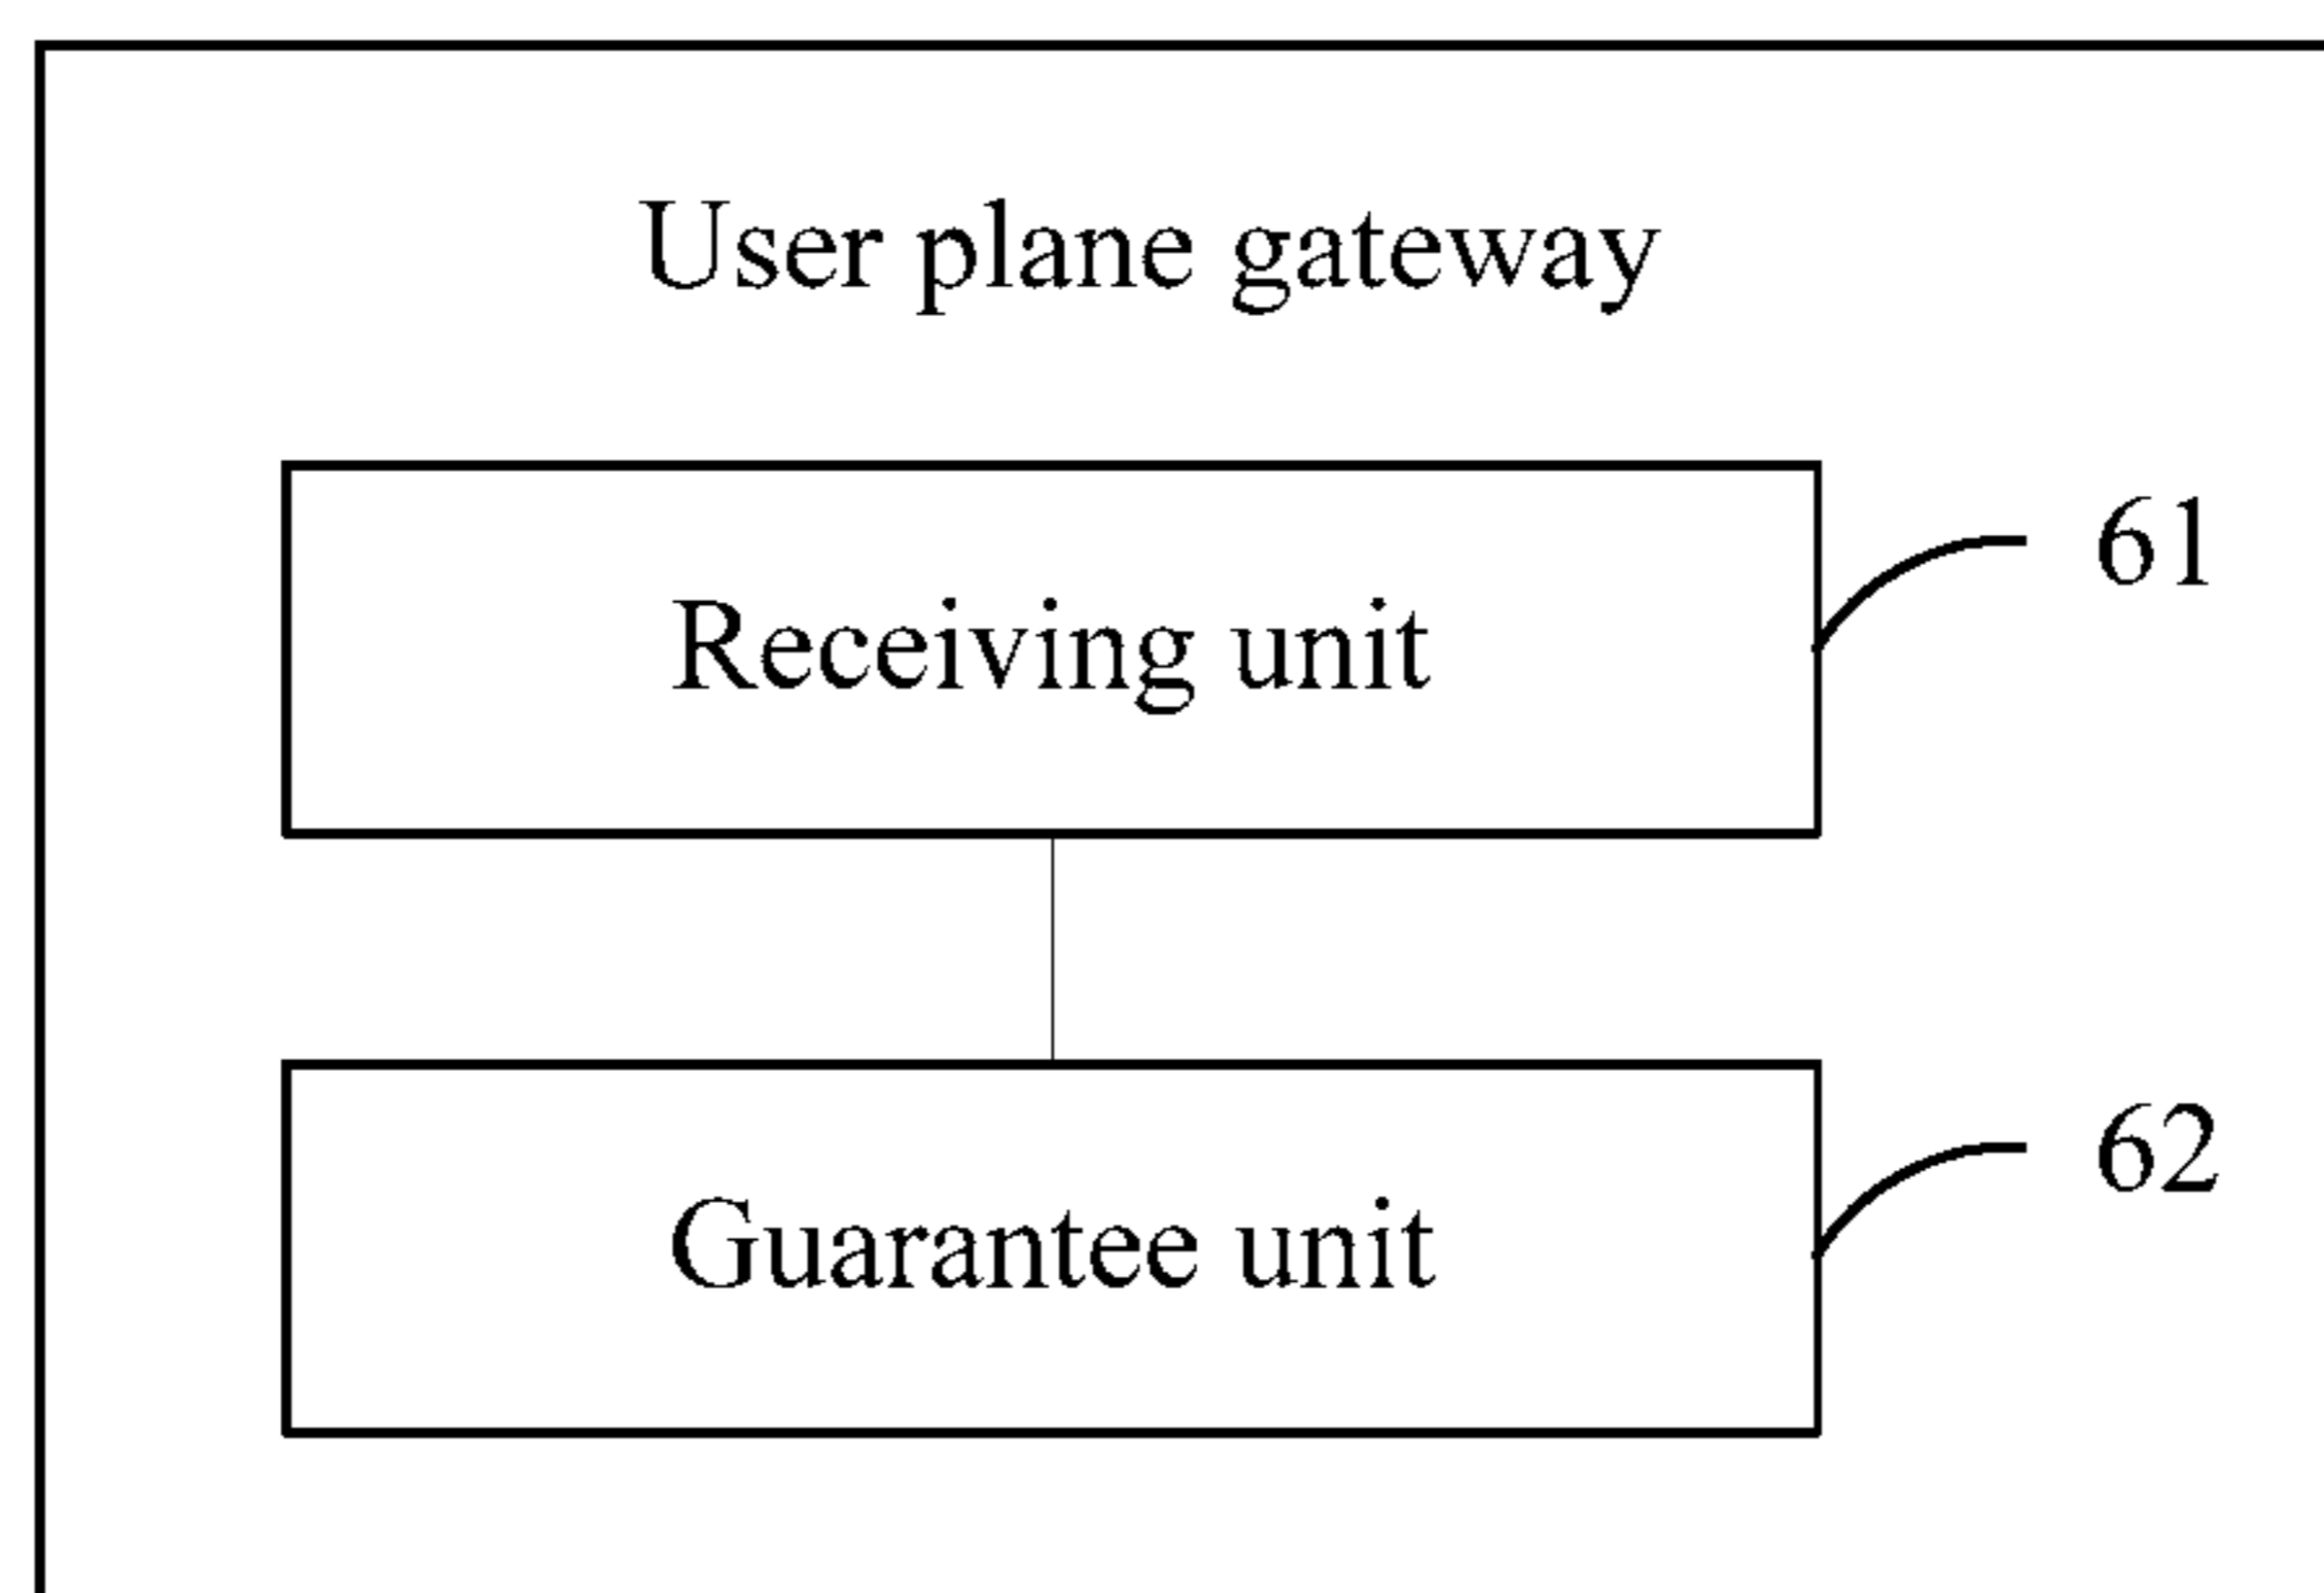 User plane gateway
61
Receiving unit
62
Guarantee unit